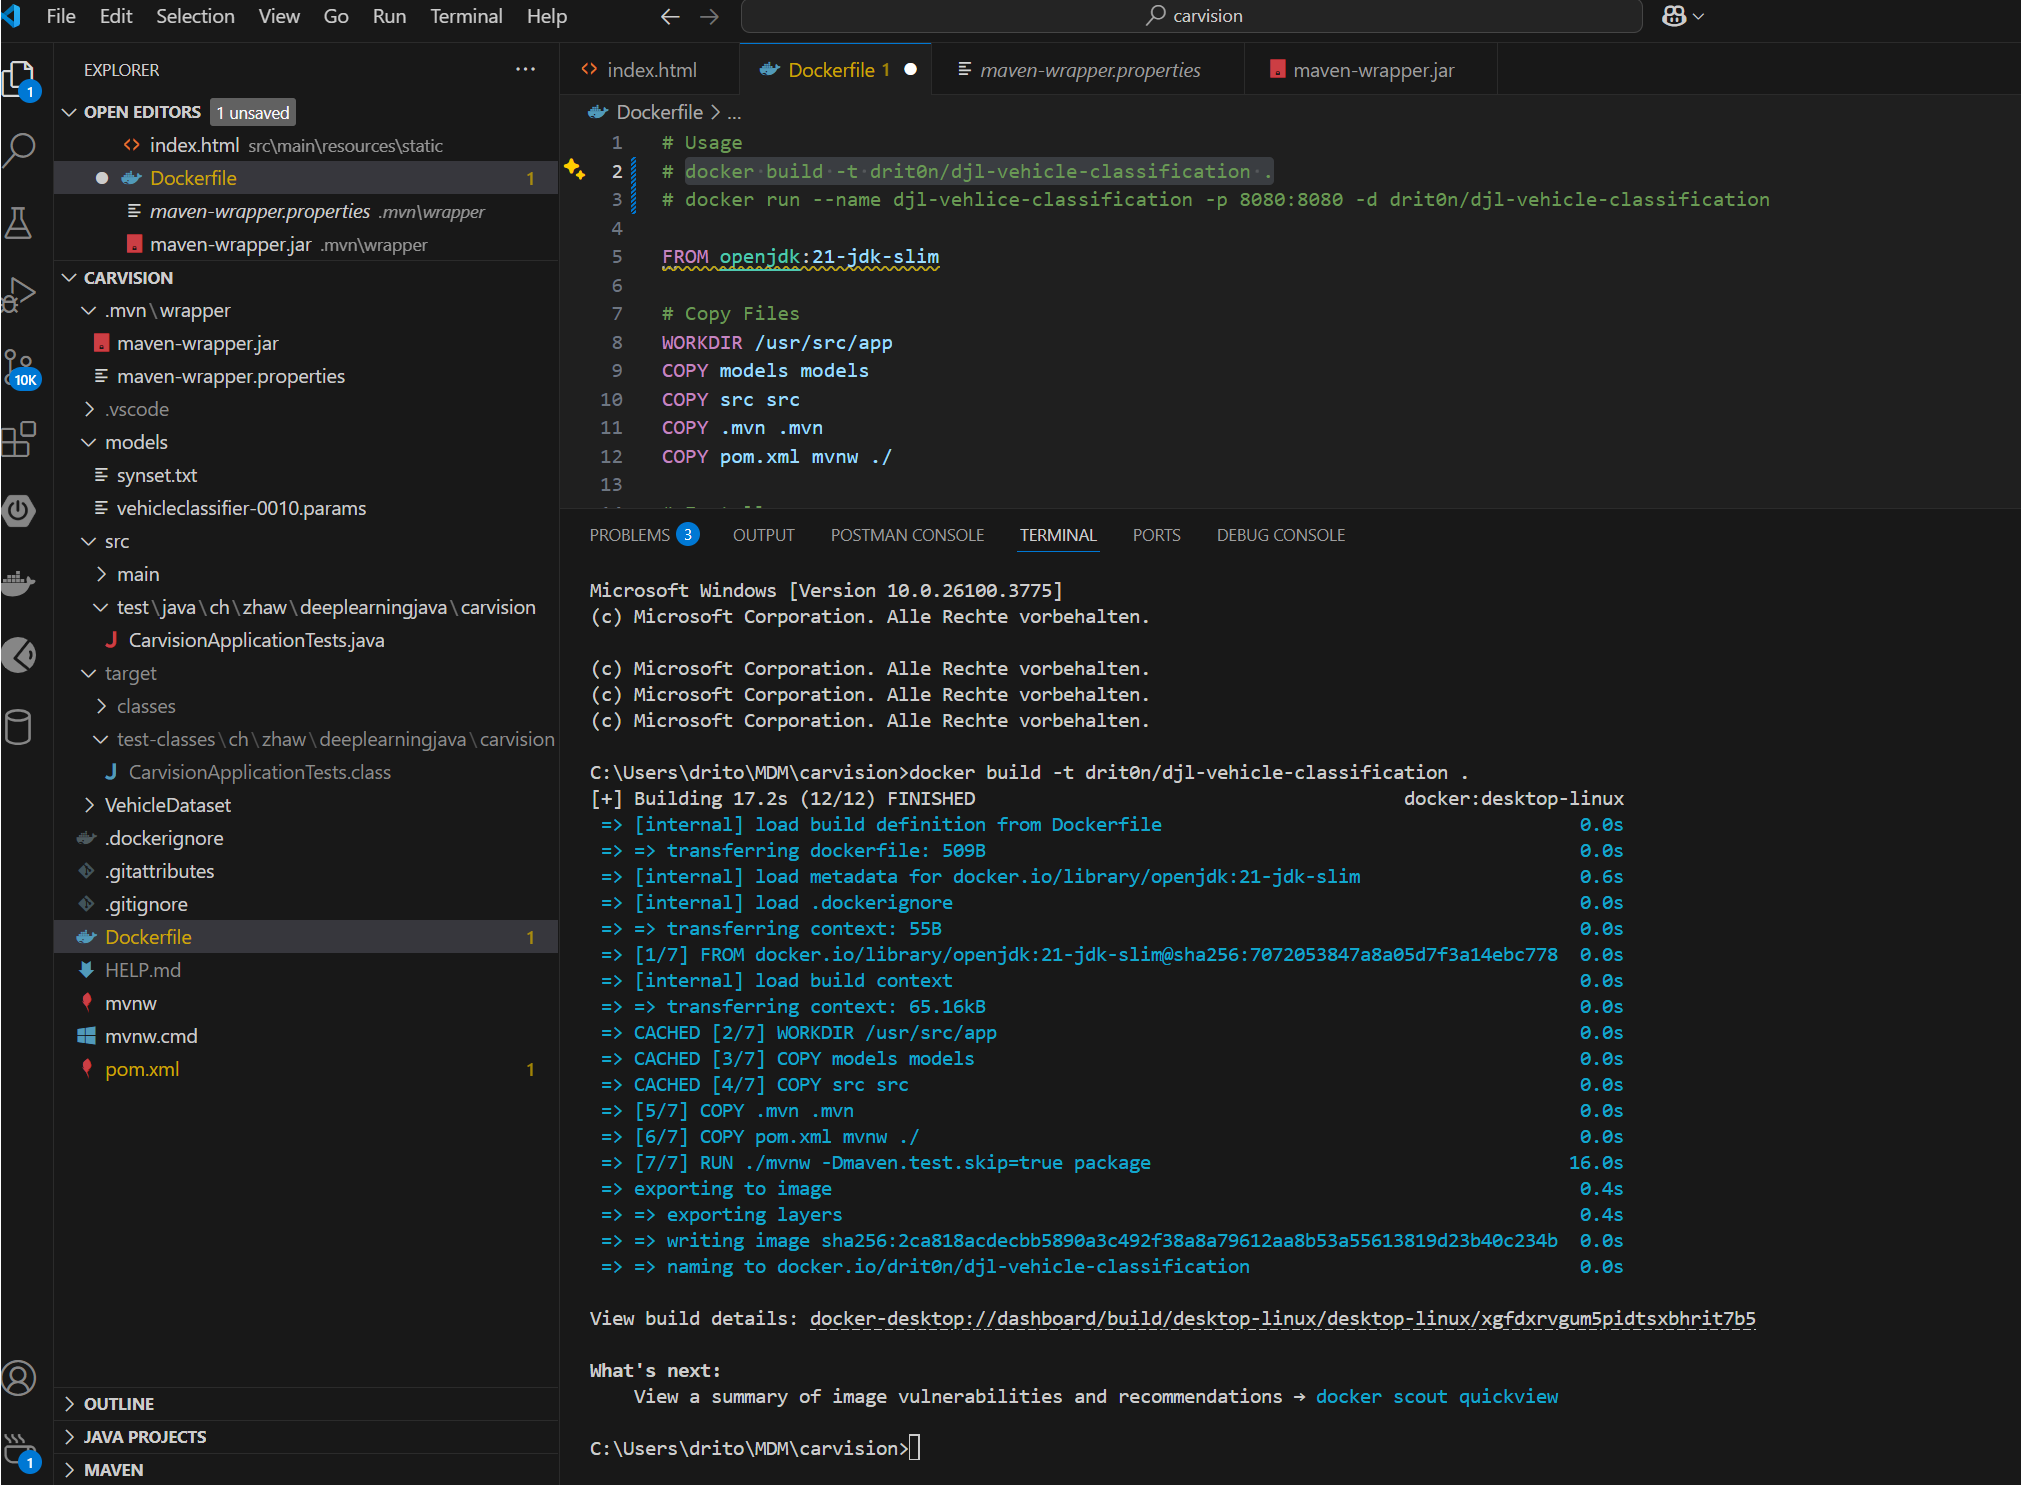 File Edit Selection View Go Run Terminal Help
carvision
EXPLORER
OPEN EDITORS 1 unsaved
index.html src\main\resources\static
Dockerfile 1
maven-wrapper.properties .mvn\wrapper
maven-wrapper.jar .mvn\wrapper
CARVISION
.mvn\wrapper
maven-wrapper.jar
maven-wrapper.properties
.vscode
models
synset.txt
vehicleclassifier-0010.params
src
main
test\java\ch\zhaw\deeplearningjava\carvision
CarvisionApplicationTests.java
target
classes
test-classes\ch\zhaw\deeplearningjava\carvision
CarvisionApplicationTests.class
VehicleDataset
.dockerignore
.gitattributes
.gitignore
Dockerfile 1
HELP.md
mvnw
mvnw.cmd
pom.xml 1
OUTLINE
JAVA PROJECTS
MAVEN
1
10K
1
index.html
Dockerfile 1
maven-wrapper.properties
maven-wrapper.jar
Dockerfile > ...
1 # Usage
2 # docker build -t drit0n/djl-vehicle-classification .
3 # docker run --name djl-vehlice-classification -p 8080:8080 -d drit0n/djl-vehicle-classification
4
5 FROM openjdk:21-jdk-slim
6
7 # Copy Files
8 WORKDIR /usr/src/app
9 COPY models models
10 COPY src src
11 COPY .mvn .mvn
12 COPY pom.xml mvnw ./
13
PROBLEMS 3 OUTPUT POSTMAN CONSOLE TERMINAL PORTS DEBUG CONSOLE
Microsoft Windows [Version 10.0.26100.3775]
(c) Microsoft Corporation. Alle Rechte vorbehalten.
(c) Microsoft Corporation. Alle Rechte vorbehalten.
(c) Microsoft Corporation. Alle Rechte vorbehalten.
(c) Microsoft Corporation. Alle Rechte vorbehalten.
C:\Users\drito\MDM\carvision>docker build -t drit0n/djl-vehicle-classification .
[+] Building 17.2s (12/12) FINISHED docker:desktop-linux
=> [internal] load build definition from Dockerfile 0.0s
=> => transferring dockerfile: 509B 0.0s
=> [internal] load metadata for docker.io/library/openjdk:21-jdk-slim 0.6s
=> [internal] load .dockerignore 0.0s
=> => transferring context: 55B 0.0s
=> [1/7] FROM docker.io/library/openjdk:21-jdk-slim@sha256:7072053847a8a05d7f3a14ebc778 0.0s
=> [internal] load build context 0.0s
=> => transferring context: 65.16kB 0.0s
=> CACHED [2/7] WORKDIR /usr/src/app 0.0s
=> CACHED [3/7] COPY models models 0.0s
=> CACHED [4/7] COPY src src 0.0s
=> [5/7] COPY .mvn .mvn 0.0s
=> [6/7] COPY pom.xml mvnw ./ 0.0s
=> [7/7] RUN ./mvnw -Dmaven.test.skip=true package 16.0s
=> exporting to image 0.4s
=> => exporting layers 0.4s
=> => writing image sha256:2ca818acdecbb5890a3c492f38a8a79612aa8b53a55613819d23b40c234b 0.0s
=> => naming to docker.io/drit0n/djl-vehicle-classification 0.0s
View build details: docker-desktop://dashboard/build/desktop-linux/desktop-linux/xgfdxrvgum5pidtsxbhrit7b5
What's next:
View a summary of image vulnerabilities and recommendations → docker scout quickview
C:\Users\drito\MDM\carvision>